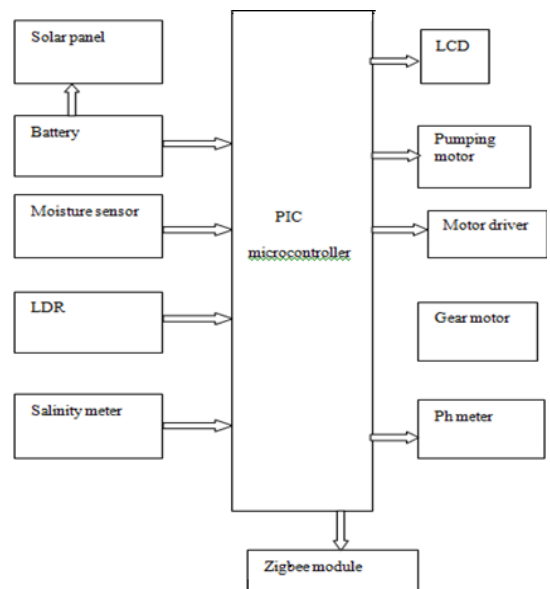 Solar panel
Battery
Moisture sensor
LDR
Salinity meter
PIC
microcontroller
LCD
Pumping
motor
Motor driver
Gear motor
Ph meter
Zigbee module